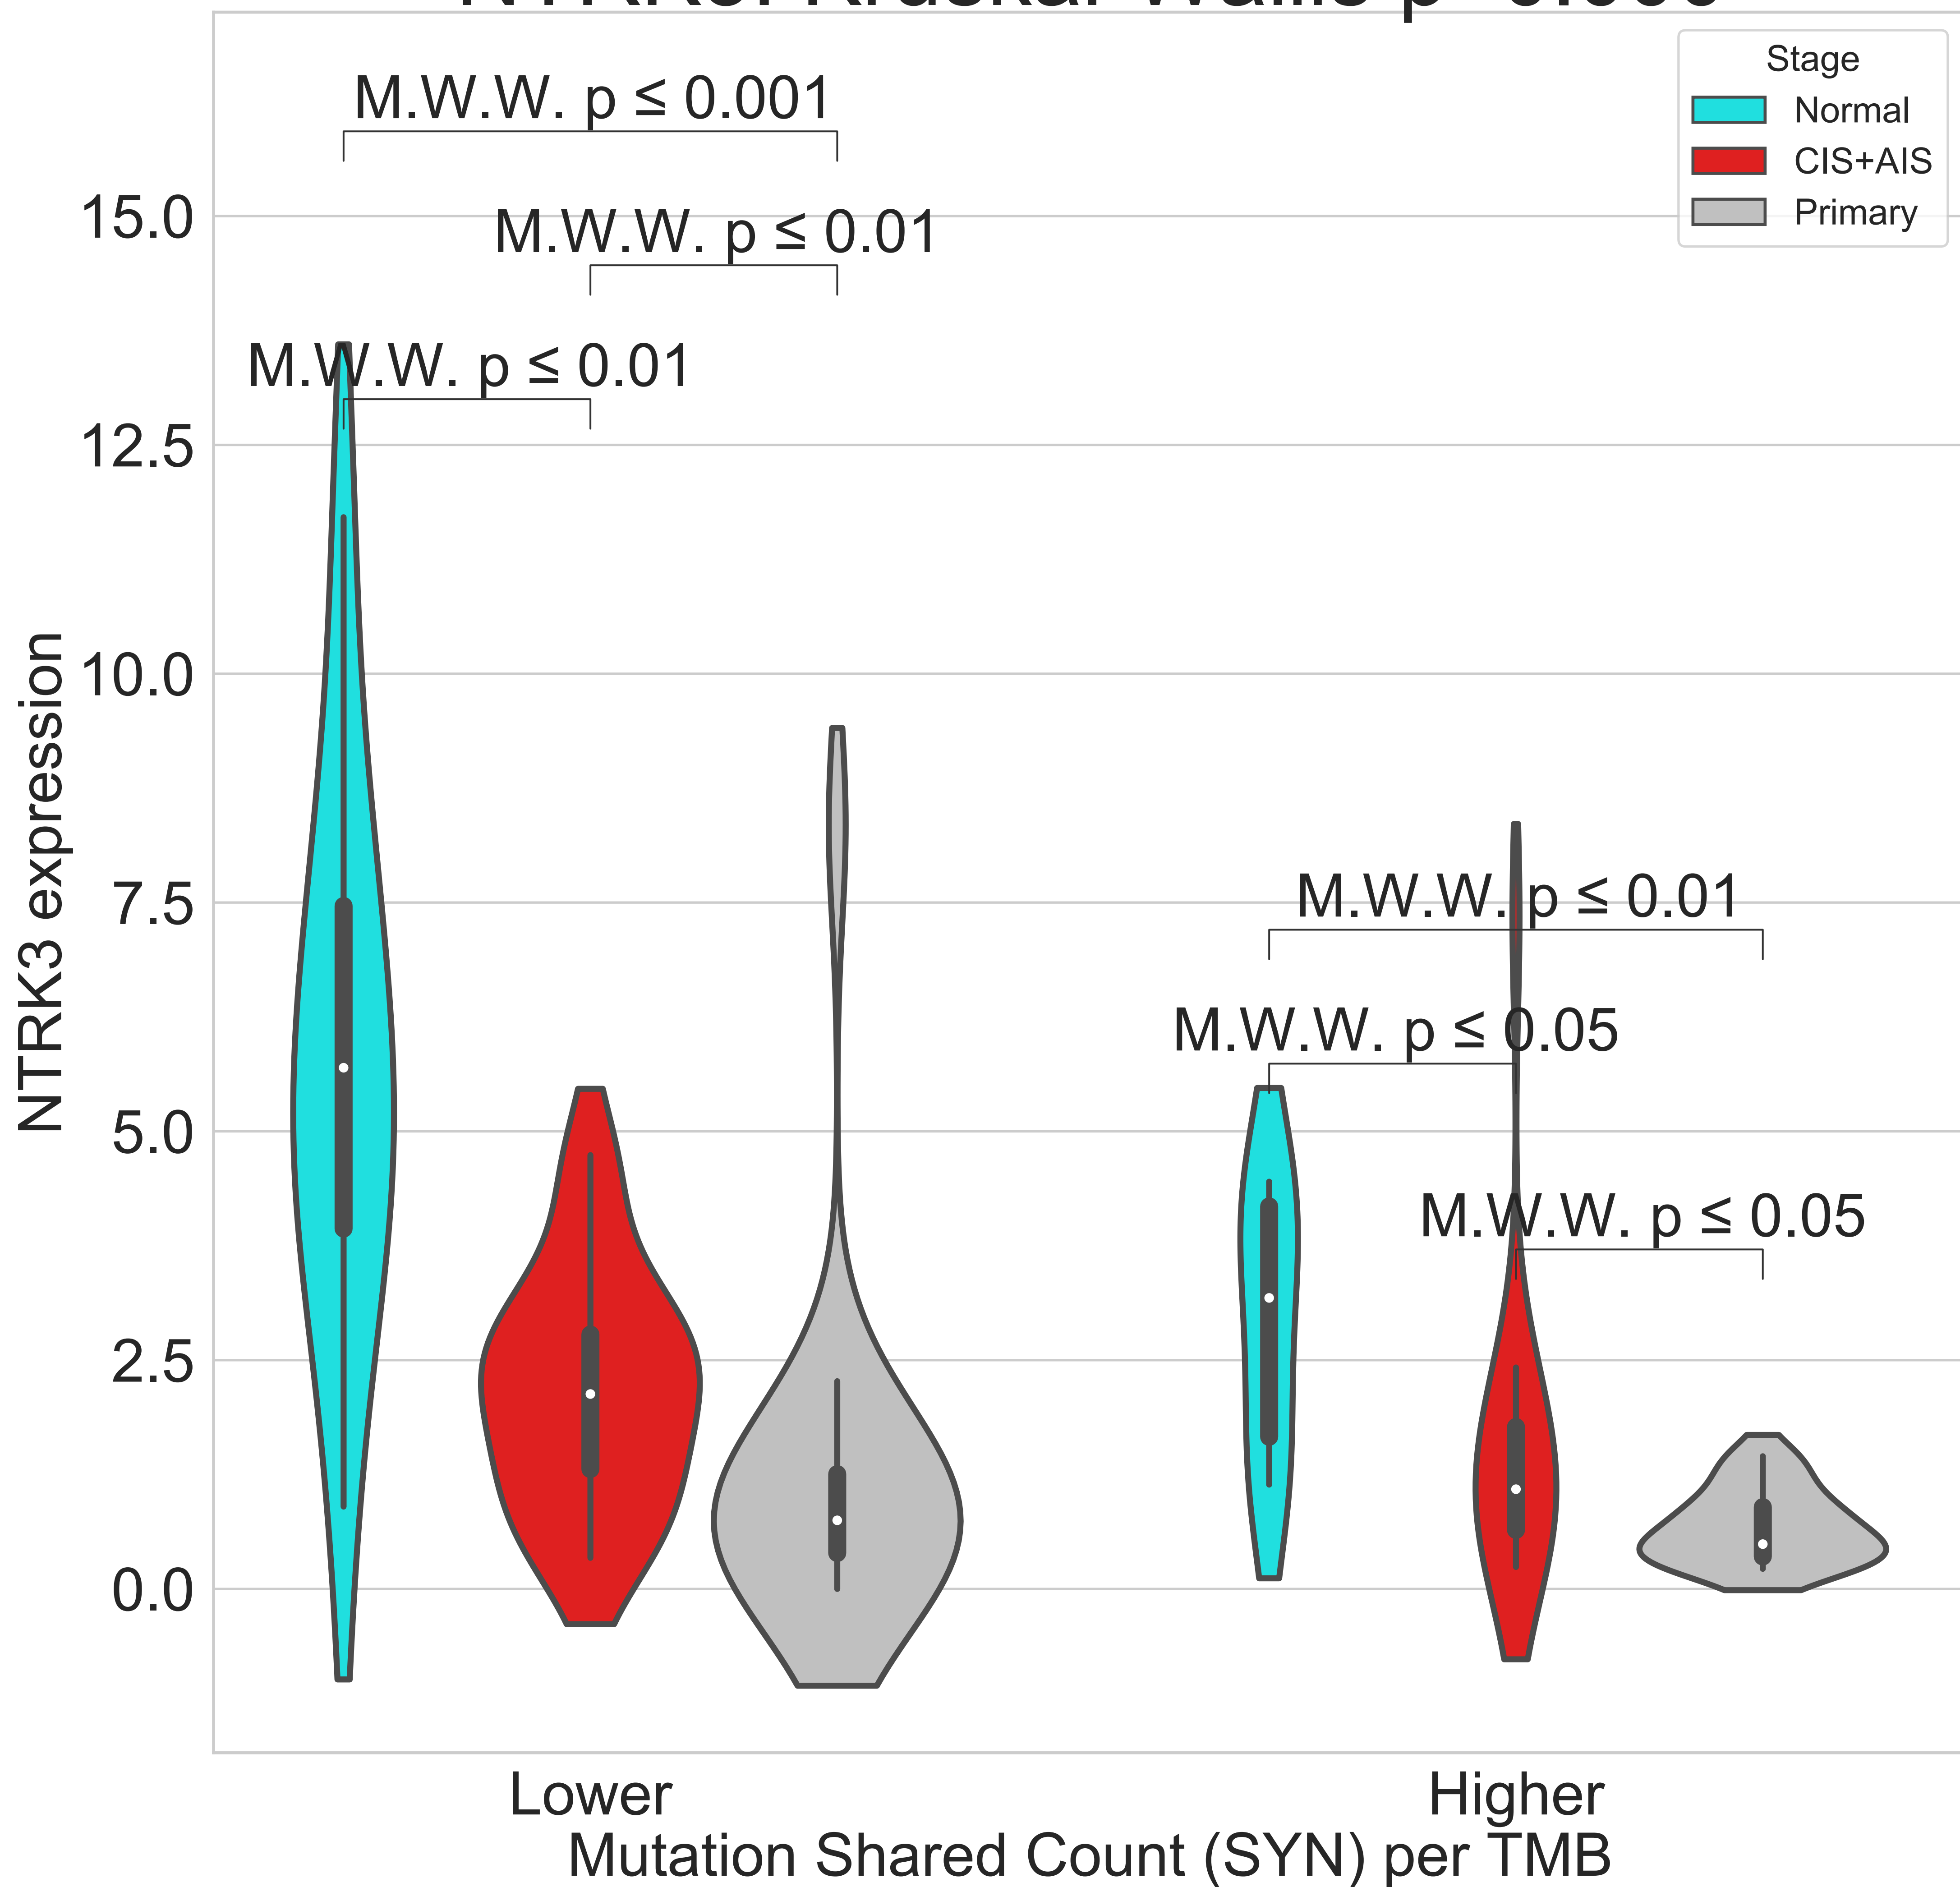 Stage
Normal
CIS+AIS
Primary
M.W.W. p ≤ 0.001
M.W.W. p ≤ 0.01
M.W.W. p ≤ 0.01
M.W.W. p ≤ 0.01
M.W.W. p ≤ 0.05
M.W.W. p ≤ 0.05
15.0
12.5
10.0
7.5
5.0
2.5
0.0
NTRK3 expression
Lower
Higher
Mutation Shared Count (SYN) per TMB